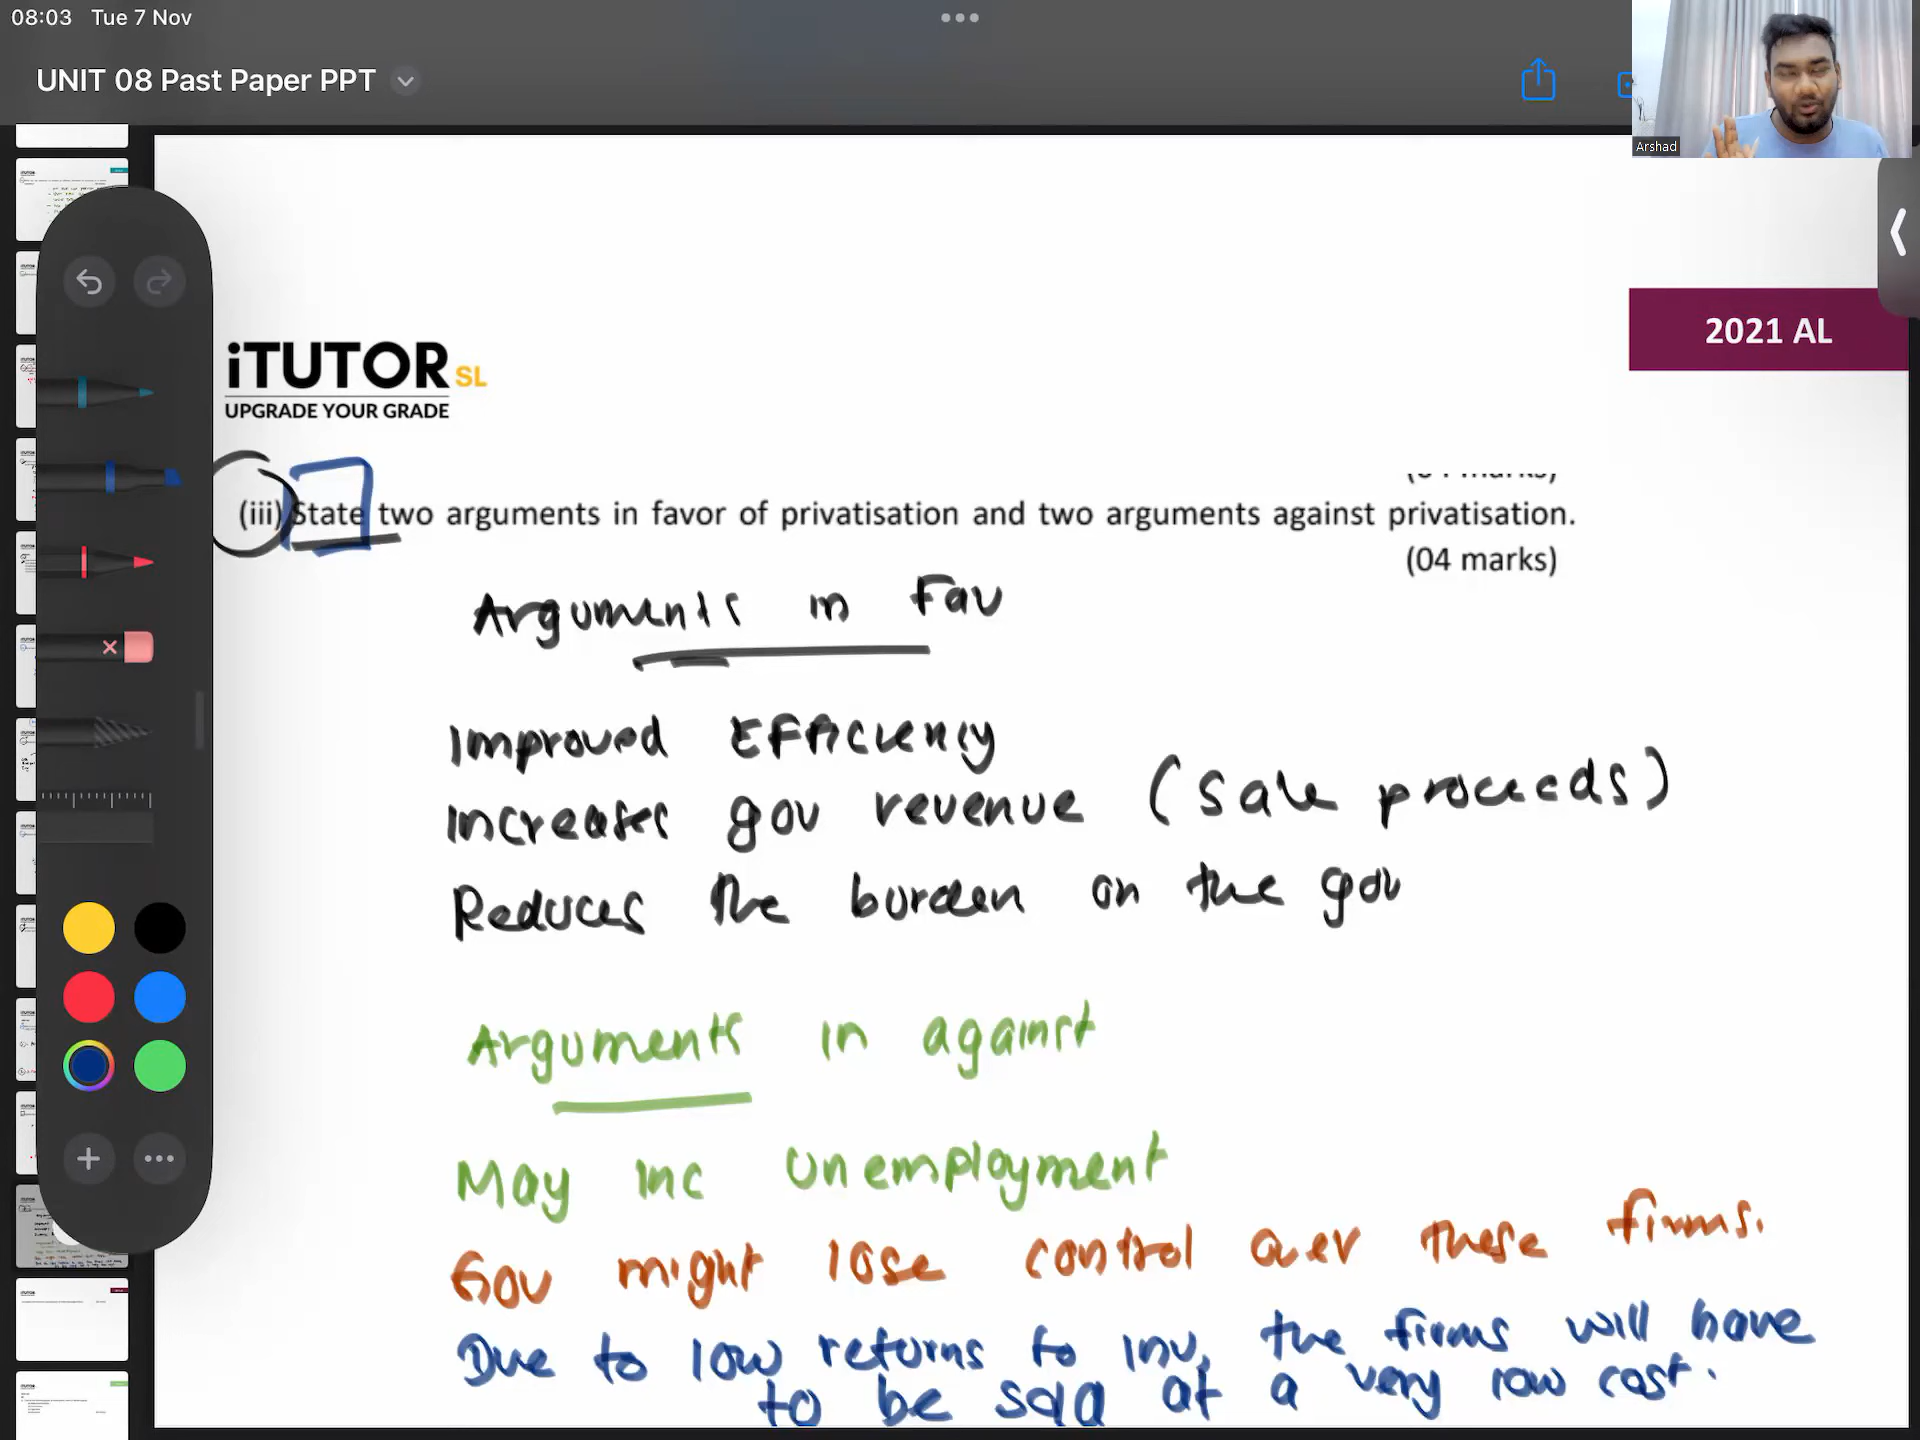 08:03 Tue 7 Nov
UNIT 08 Past Paper PPT
Arshad
2021 AL
iTUTOR SL
UPGRADE YOUR GRADE
(iii) State two arguments in favor of privatisation and two arguments against privatisation.
(04 marks)
Arguments in Fav
Improved Efficiency
Increases gov revenue (sale proceeds)
Reduces the burden on the gov
Arguments in against
May inc unemployment
Gov might lose control over these firms.
Due to low returns to inv, the firms will have
to be sold at a very low cost.